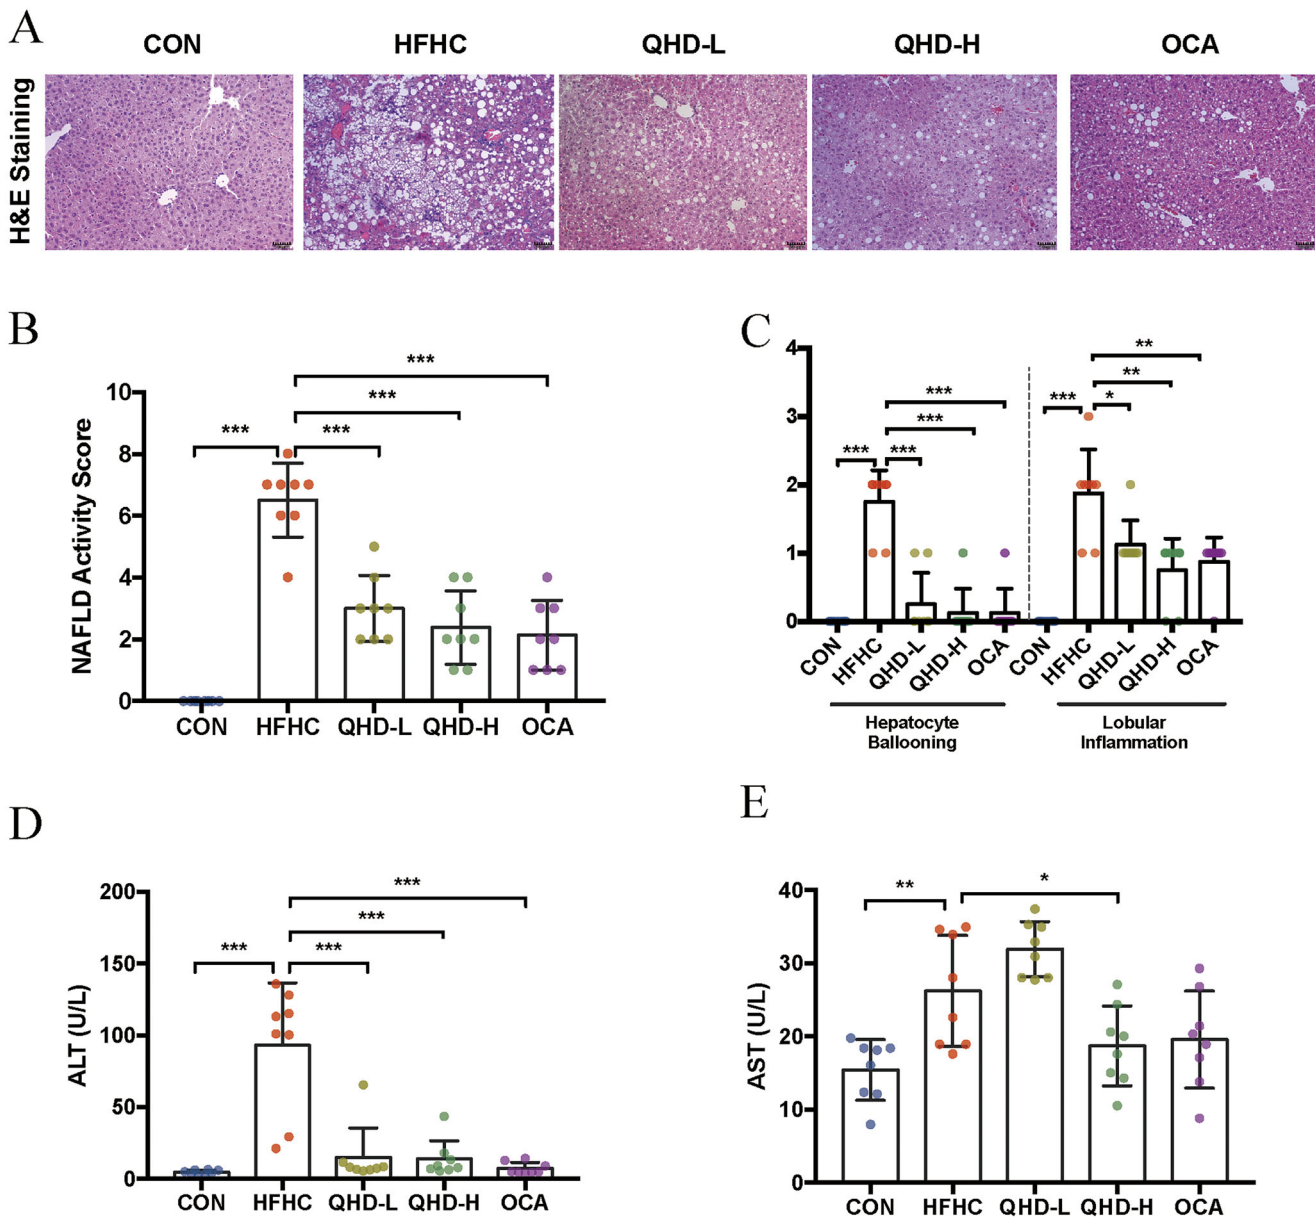 A
CON HFHC QHD-L QHD-H OCA
H&E Staining
B
NAFLD Activity Score
10
8
6
4
2
0
*** *** *** ***
CON HFHC QHD-L QHD-H OCA
C
4
3
2
1
0
*** *** *** ***
*** * ** **
CON HFHC QHD-L QHD-H OCA CON HFHC QHD-L QHD-H OCA
Hepatocyte
Ballooning
Lobular
Inflammation
D
ALT (U/L)
200
150
100
50
0
*** *** *** ***
CON HFHC QHD-L QHD-H OCA
E
AST (U/L)
40
30
20
10
0
** *
CON HFHC QHD-L QHD-H OCA